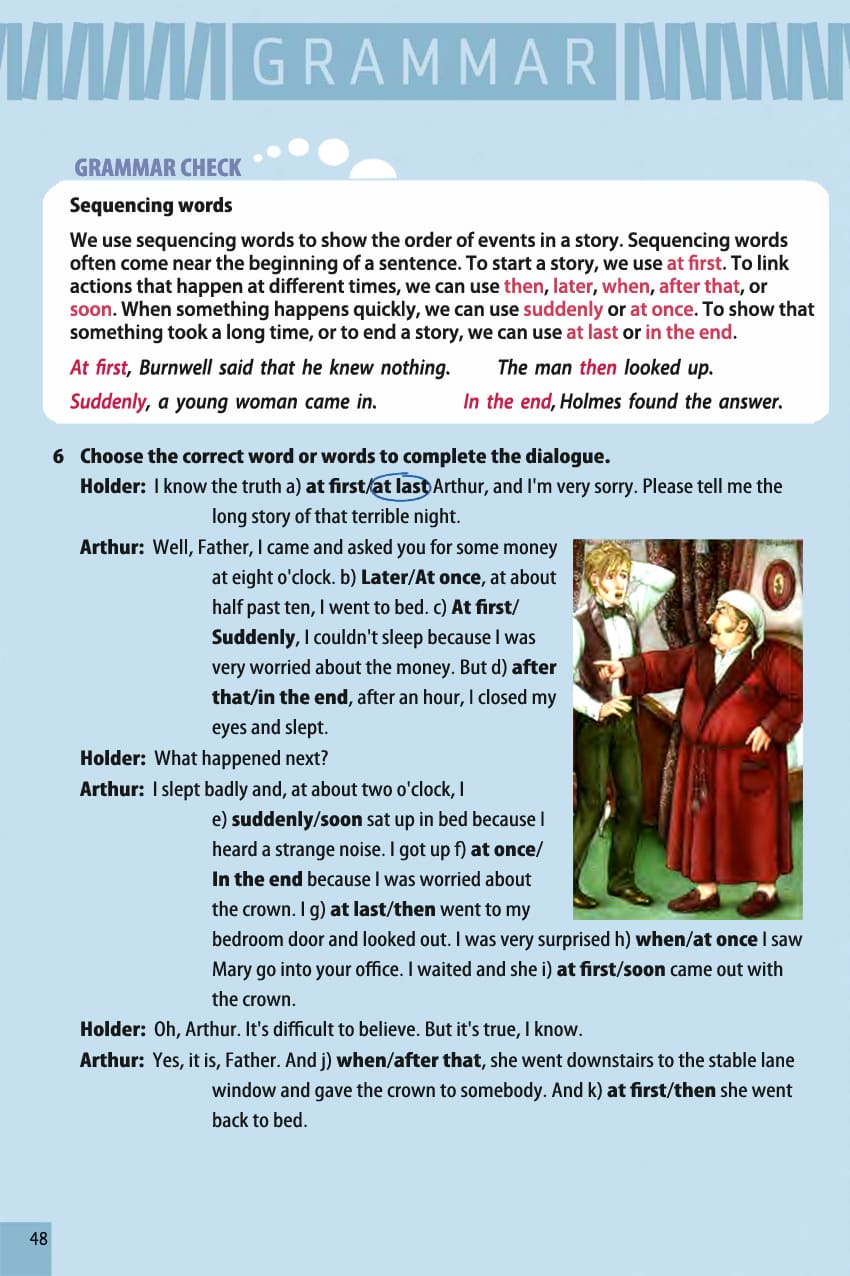 GRAMMAR
GRAMMAR CHECK
Sequencing words
We use sequencing words to show the order of events in a story. Sequencing words
often come near the beginning of a sentence. To start a story, we use at first. To link
actions that happen at different times, we can use then, later, when, after that, or
soon. When something happens quickly, we can use suddenly or at once. To show that
something took a long time, or to end a story, we can use at last or in the end.
At first, Burnwell said that he knew nothing. The man then looked up.
Suddenly, a young woman came in. In the end, Holmes found the answer.
6 Choose the correct word or words to complete the dialogue.
Holder: I know the truth a) at first/at last Arthur, and I'm very sorry. Please tell me the
long story of that terrible night.
Arthur: Well, Father, I came and asked you for some money
at eight o'clock. b) Later/At once, at about
half past ten, I went to bed. c) At first/
Suddenly, I couldn't sleep because I was
very worried about the money. But d) after
that/in the end, after an hour, I closed my
eyes and slept.
Holder: What happened next?
Arthur: I slept badly and, at about two o'clock, I
e) suddenly/soon sat up in bed because I
heard a strange noise. I got up f) at once/
In the end because I was worried about
the crown. I g) at last/then went to my
bedroom door and looked out. I was very surprised h) when/at once I saw
Mary go into your office. I waited and she i) at first/soon came out with
the crown.
Holder: Oh, Arthur. It's difficult to believe. But it's true, I know.
Arthur: Yes, it is, Father. And j) when/after that, she went downstairs to the stable lane
window and gave the crown to somebody. And k) at first/then she went
back to bed.
48